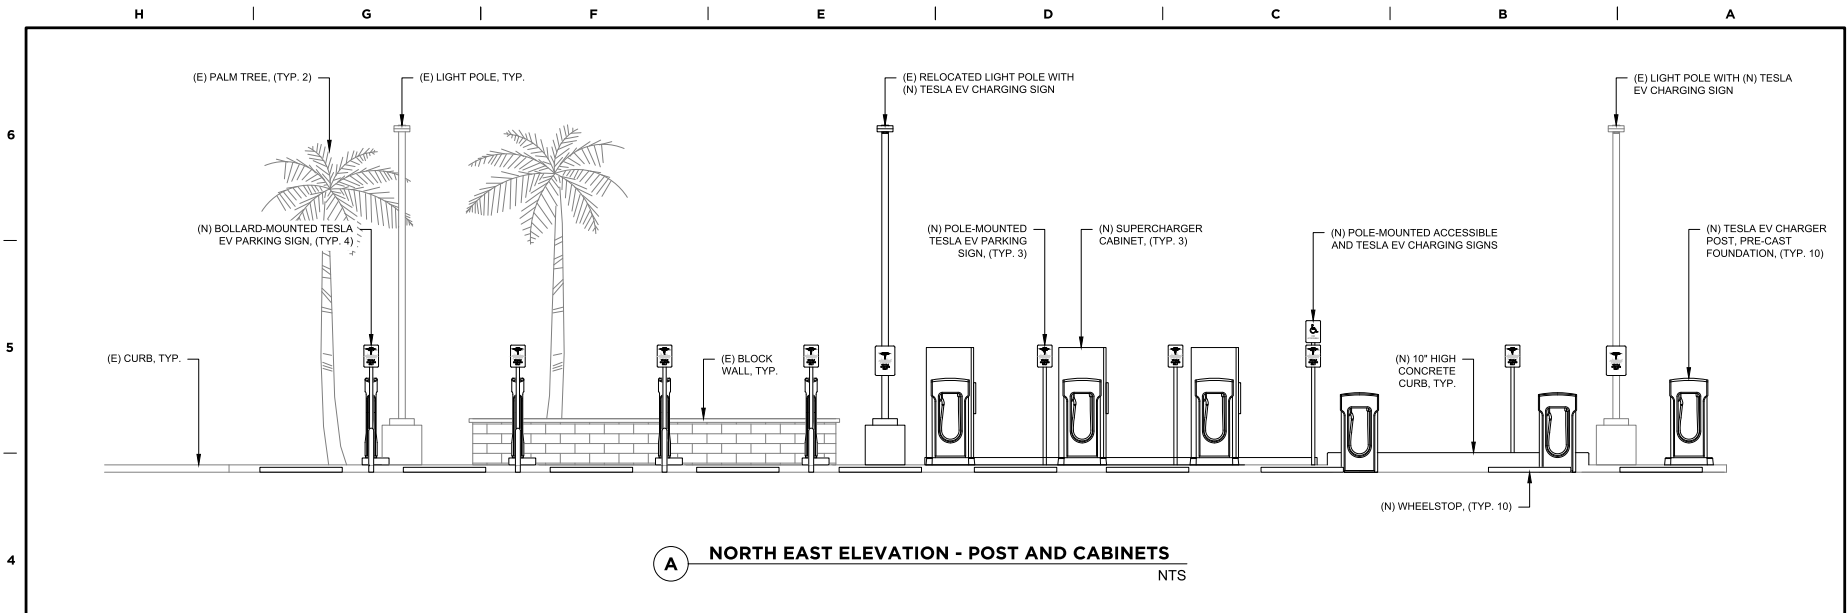 H G F E D C B A
(E) PALM TREE, (TYP. 2)
(E) LIGHT POLE, TYP.
(E) RELOCATED LIGHT POLE WITH
(N) TESLA EV CHARGING SIGN
(E) LIGHT POLE WITH (N) TESLA
EV CHARGING SIGN
6
(N) BOLLARD-MOUNTED TESLA
EV PARKING SIGN, (TYP. 4)
(N) POLE-MOUNTED
TESLA EV PARKING
SIGN, (TYP. 3)
(N) SUPERCHARGER
CABINET, (TYP. 3)
(N) POLE-MOUNTED ACCESSIBLE
AND TESLA EV CHARGING SIGNS
(N) TESLA EV CHARGER
POST, PRE-CAST
FOUNDATION, (TYP. 10)
5
(E) CURB, TYP.
(E) BLOCK
WALL, TYP.
(N) 10" HIGH
CONCRETE
CURB, TYP.
(N) WHEELSTOP, (TYP. 10)
4
A
NORTH EAST ELEVATION - POST AND CABINETS
NTS